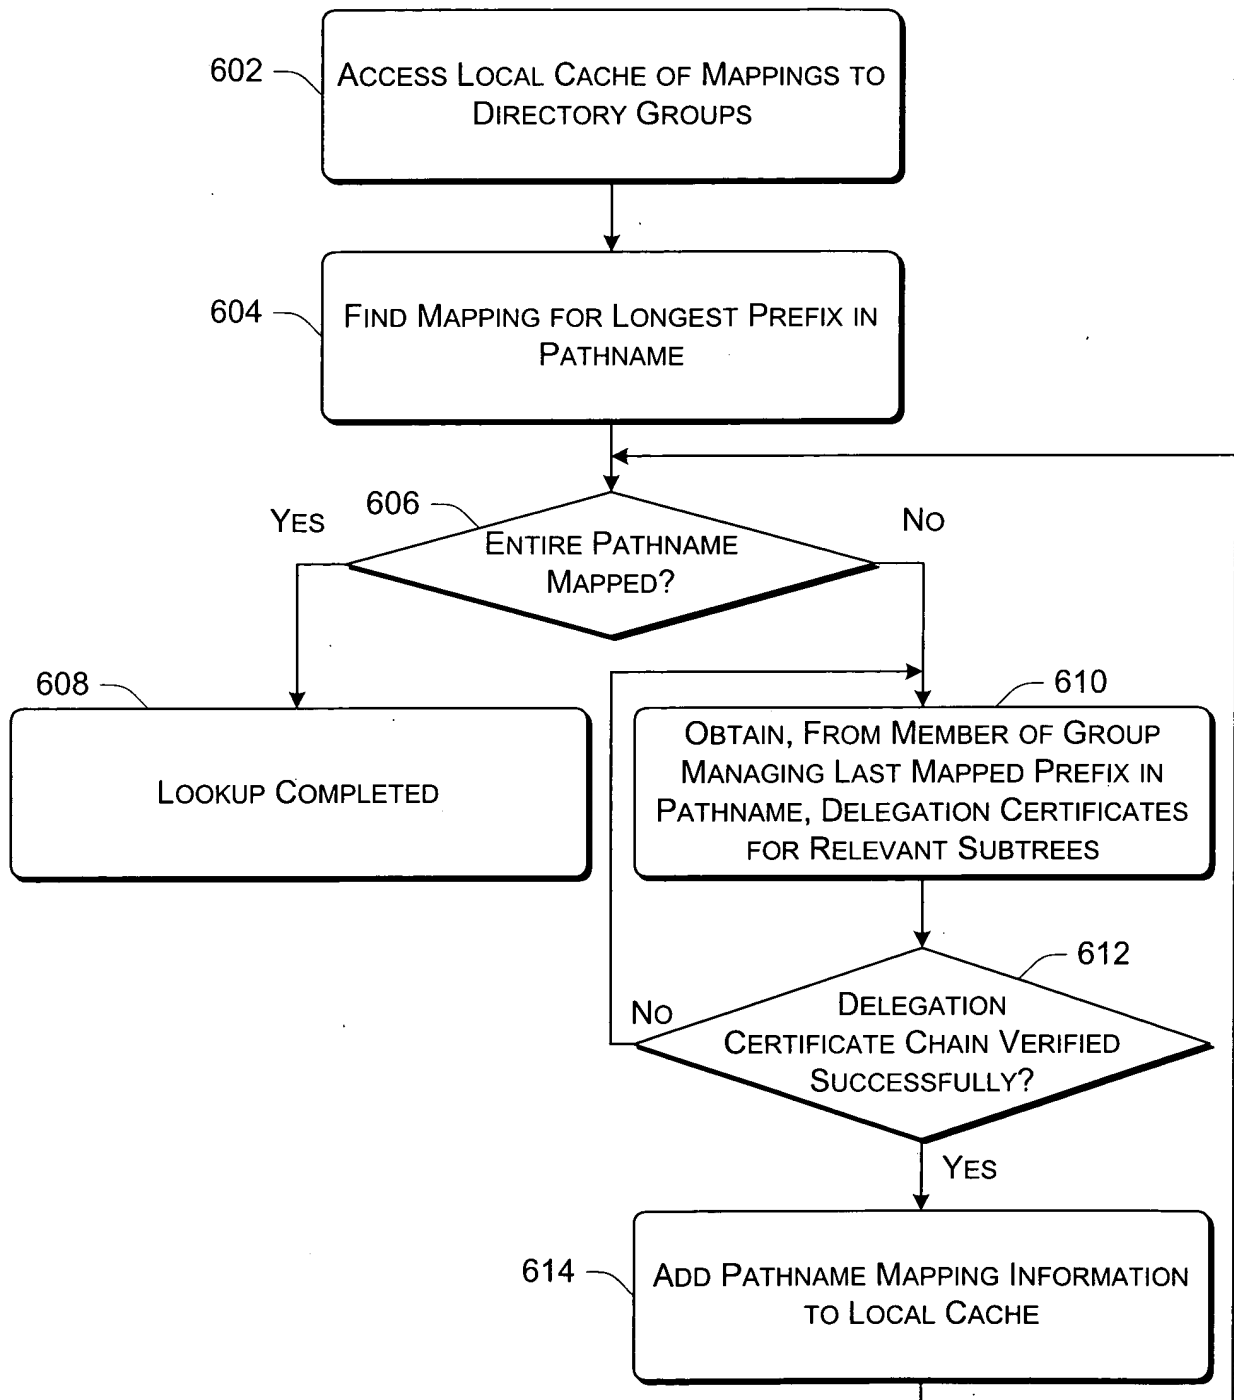 602
ACCESS LOCAL CACHE OF MAPPINGS TO
DIRECTORY GROUPS
604
FIND MAPPING FOR LONGEST PREFIX IN
PATHNAME
606
YES
NO
ENTIRE PATHNAME
MAPPED?
608
LOOKUP COMPLETED
610
OBTAIN, FROM MEMBER OF GROUP
MANAGING LAST MAPPED PREFIX IN
PATHNAME, DELEGATION CERTIFICATES
FOR RELEVANT SUBTREES
612
NO
DELEGATION
CERTIFICATE CHAIN VERIFIED
SUCCESSFULLY?
YES
614
ADD PATHNAME MAPPING INFORMATION
TO LOCAL CACHE